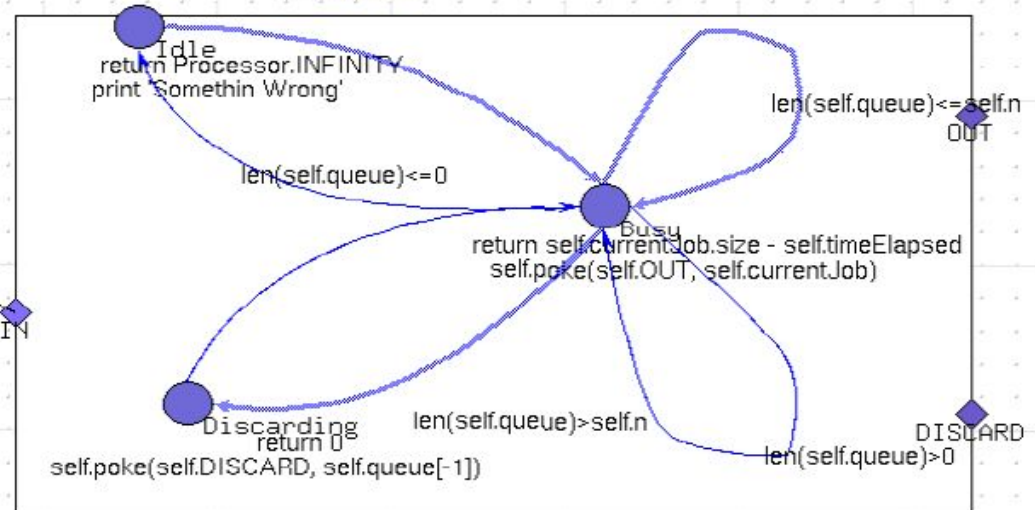 Idle
return Processor.INFINITY
print 'Somethin Wrong'
len(self.queue)<=self.n
OUT
len(self.queue)<=0
Busy
return self.currentJob.size - self.timeElapsed
self.poke(self.OUT, self.currentJob)
IN
len(self.queue)>self.n
Discarding
return 0
DISCARD
len(self.queue)>0
self.poke(self.DISCARD, self.queue[-1])